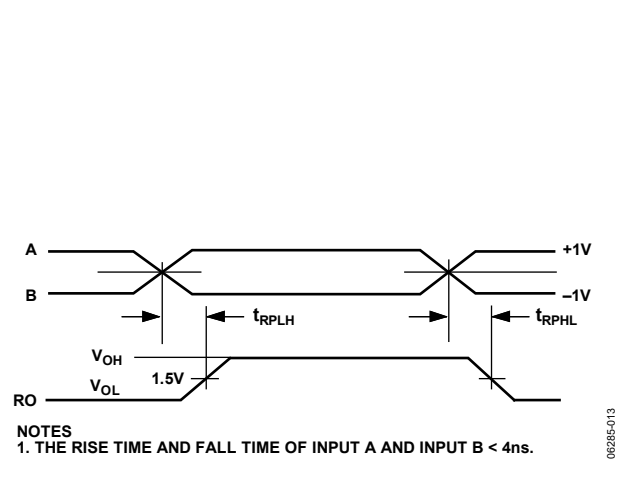 A
+1V
B
–1V
tRPLH
tRPHL
VOH
VOL
1.5V
RO
NOTES
1. THE RISE TIME AND FALL TIME OF INPUT A AND INPUT B < 4ns.
06285-013